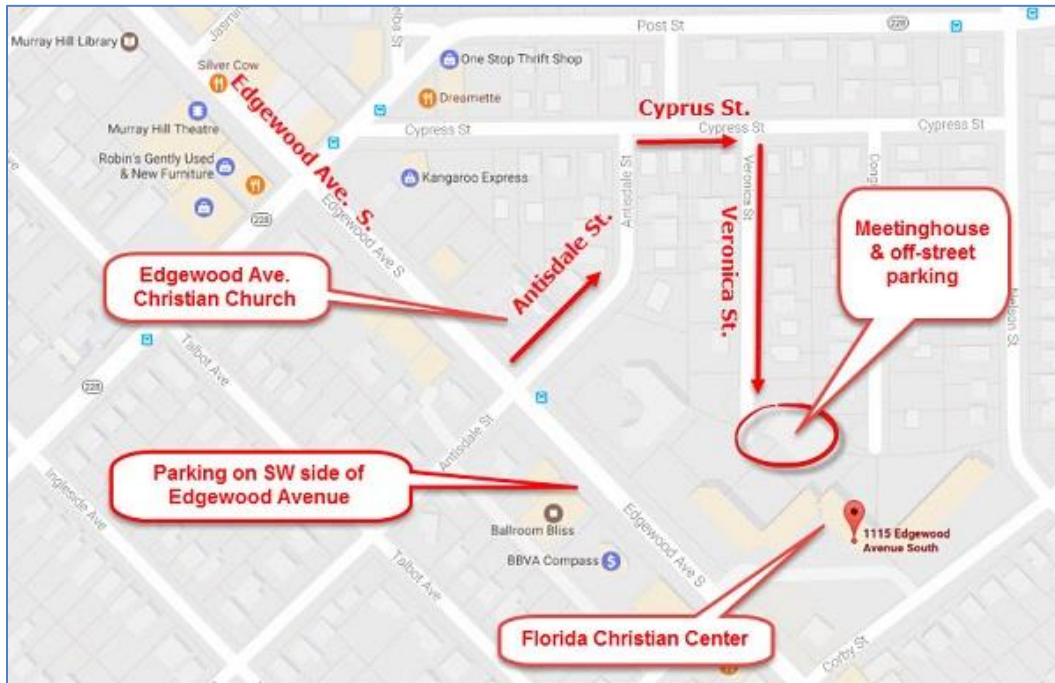 Post St
228
Murray Hill Library
Jasmin
Silver Cow
One Stop Thrift Shop
Dreamette
Edgewood Ave. S.
Cyprus St.
Murray Hill Theatre
Cypress St
Cypress St
Cypress St
Robin's Gently Used
& New Furniture
Kangaroo Express
228
Antisdale St
Veronica St
Cong
Edgewood Ave S
Antisdale St.
Veronica St.
Meetinghouse
& off-street
parking
Edgewood Ave.
Christian Church
Nelson St
Talbot Ave
228
Antisdale St
Parking on SW side of
Edgewood Avenue
Ingleside Ave
Ballroom Bliss
Edgewood Ave S
1115 Edgewood
Avenue South
BBVA Compass
Talbot Ave
Florida Christian Center
Corby St